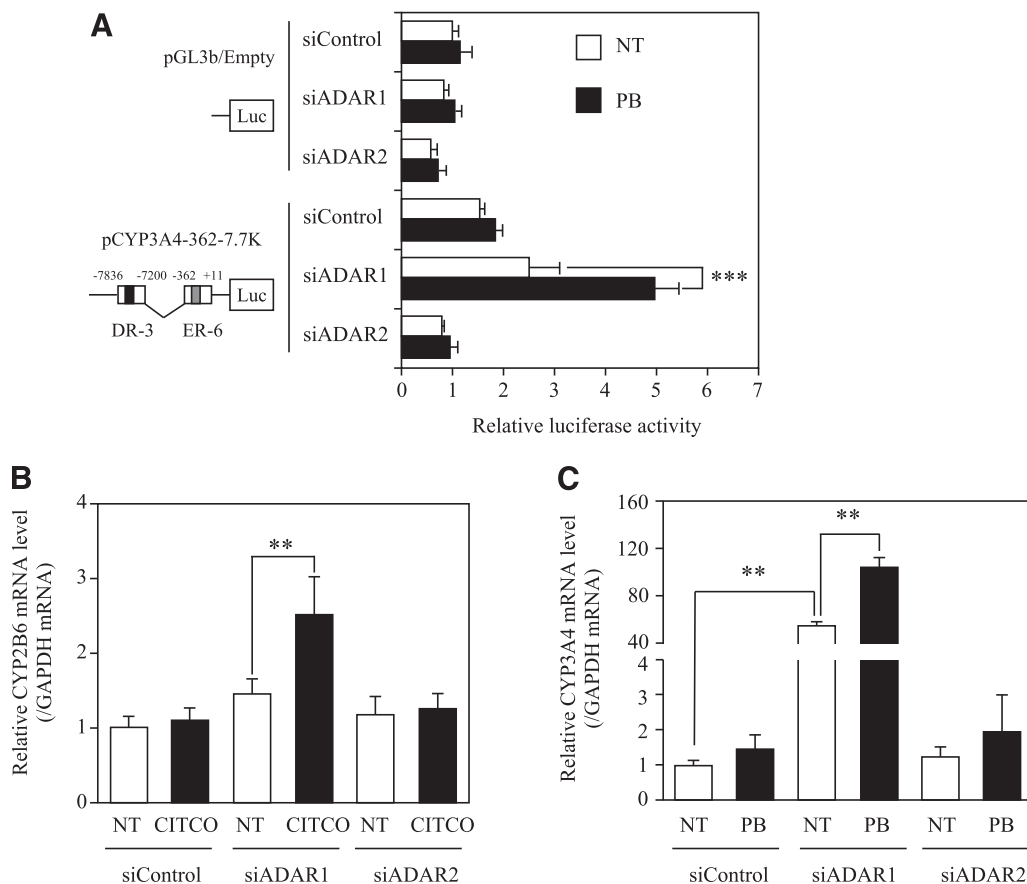 A
pGL3b/Empty
Luc
siControl
siADAR1
siADAR2
NT
PB
pCYP3A4-362-7.7K
-7836 -7200 -362 +11
Luc
DR-3 ER-6
siControl
siADAR1
siADAR2
***
0 1 2 3 4 5 6 7
Relative luciferase activity
B
Relative CYP2B6 mRNA level
(/GAPDH mRNA)
4
3
2
1
0
**
NT CITCO NT CITCO NT CITCO
siControl siADAR1 siADAR2
C
Relative CYP3A4 mRNA level
(/GAPDH mRNA)
160
120
80
40
4
3
2
1
0
**
**
NT PB NT PB NT PB
siControl siADAR1 siADAR2